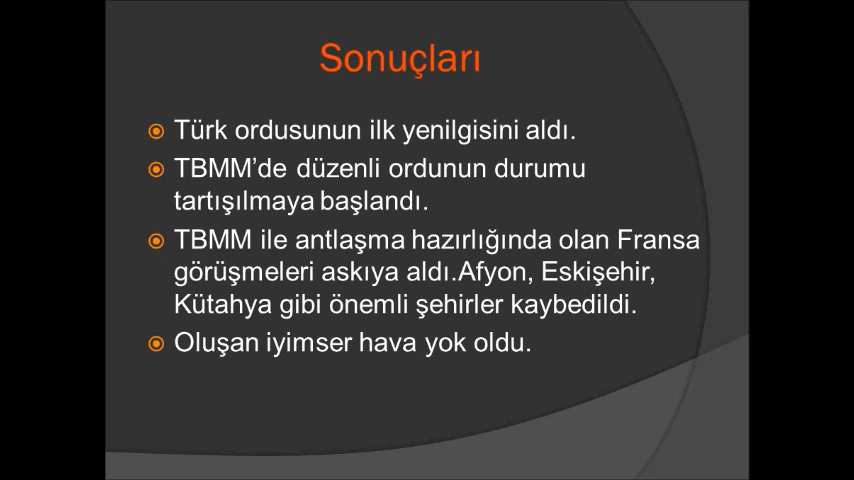 Sonuçları
Türk ordusunun ilk yenilgisini aldı.
TBMM’de düzenli ordunun durumu
tartışılmaya başlandı.
TBMM ile antlaşma hazırlığında olan Fransa
görüşmeleri askıya aldı.Afyon, Eskişehir,
Kütahya gibi önemli şehirler kaybedildi.
Oluşan iyimser hava yok oldu.